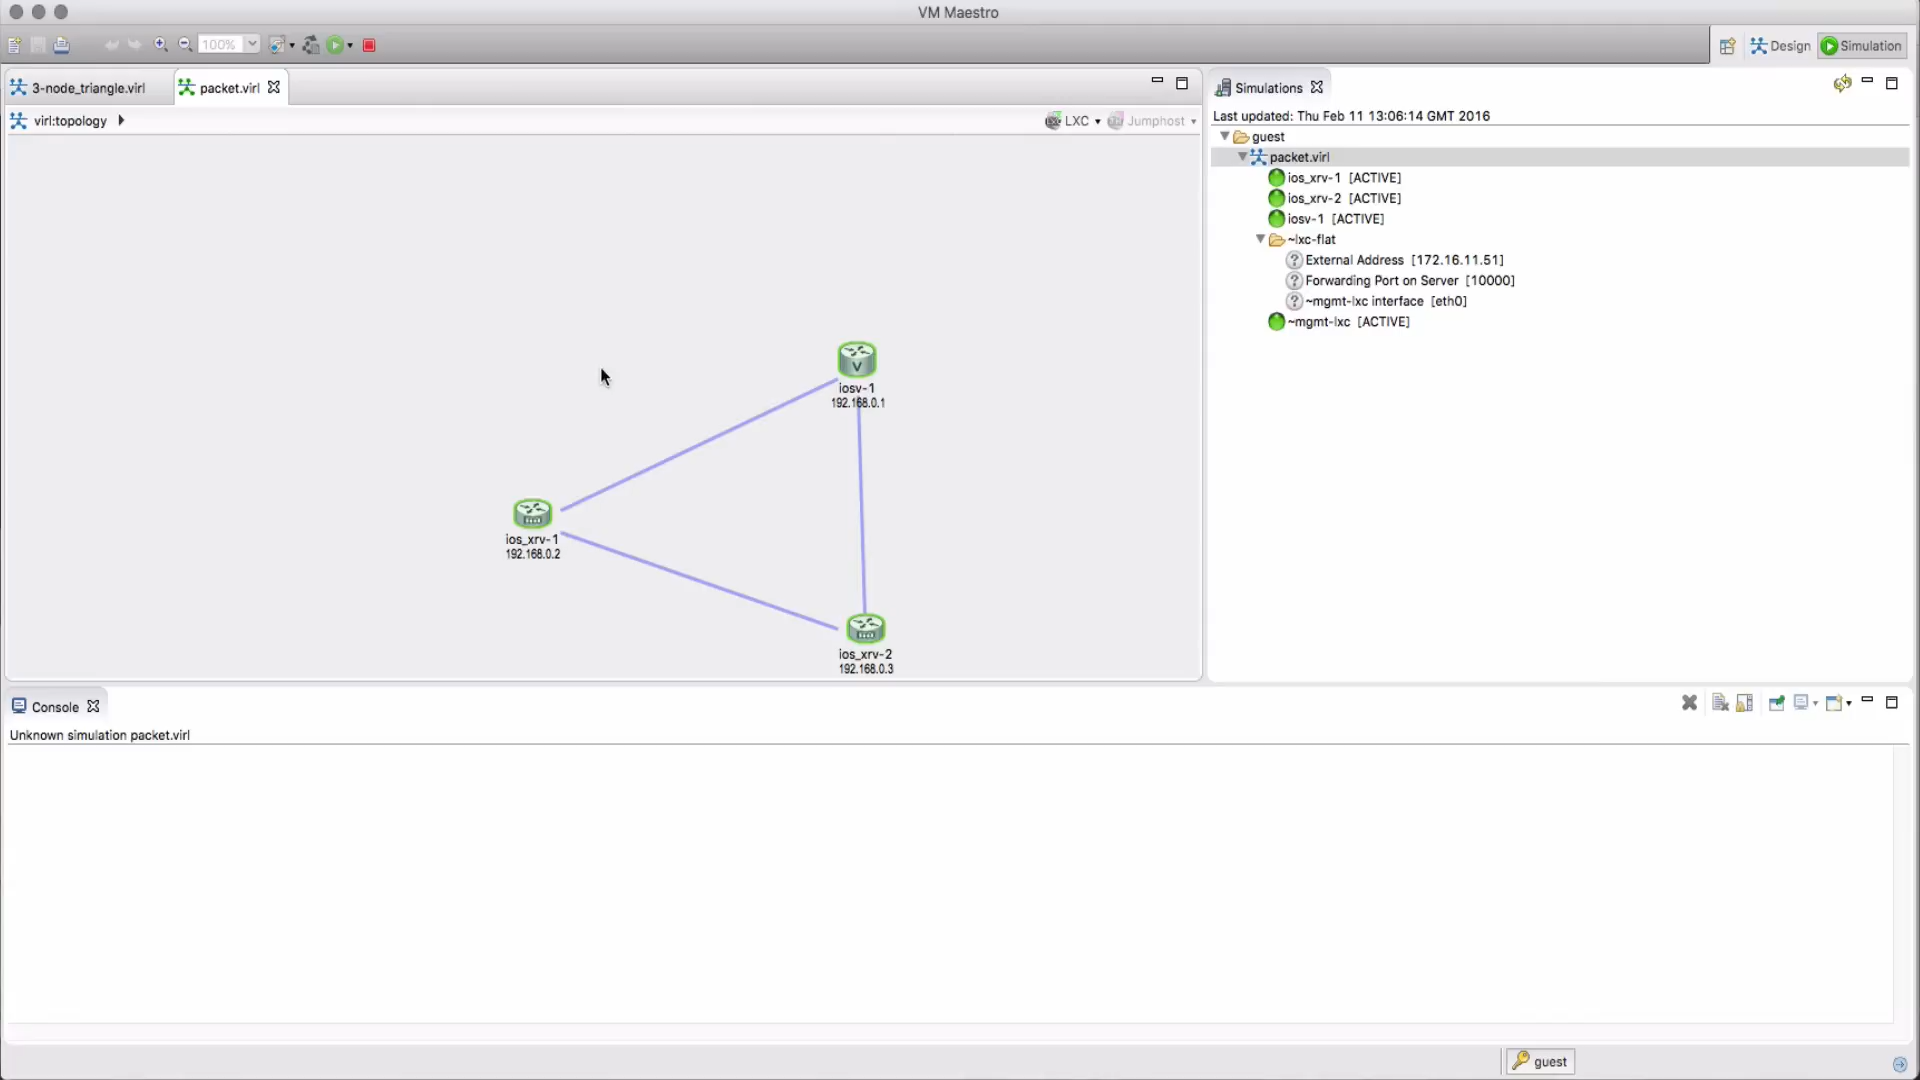 VM Maestro
100%
Design
Simulation
3-node_triangle.virl
packet.virl
virl:topology
LXC
Jumphost
iosv-1
192.168.0.1
ios_xrv-1
192.168.0.2
ios_xrv-2
192.168.0.3
Simulations
Last updated: Thu Feb 11 13:06:14 GMT 2016
guest
packet.virl
ios_xrv-1 [ACTIVE]
ios_xrv-2 [ACTIVE]
iosv-1 [ACTIVE]
~lxc-flat
External Address [172.16.11.51]
Forwarding Port on Server [10000]
~mgmt-lxc interface [eth0]
~mgmt-lxc [ACTIVE]
Console
Unknown simulation packet.virl
guest